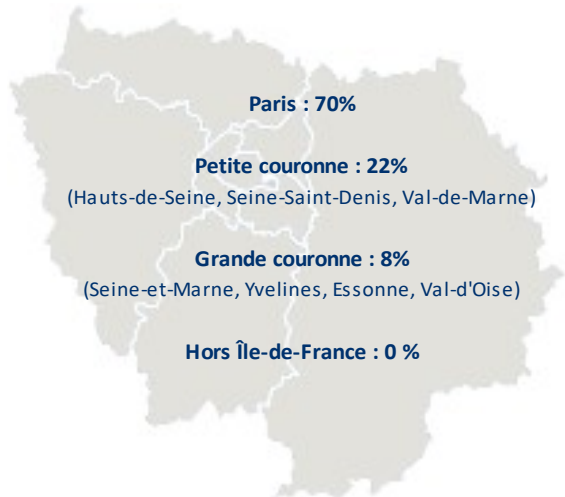 Paris : 70%
Petite couronne : 22%
(Hauts-de-Seine, Seine-Saint-Denis, Val-de-Marne)
Grande couronne : 8%
(Seine-et-Marne, Yvelines, Essonne, Val-d'Oise)
Hors Île-de-France : 0 %